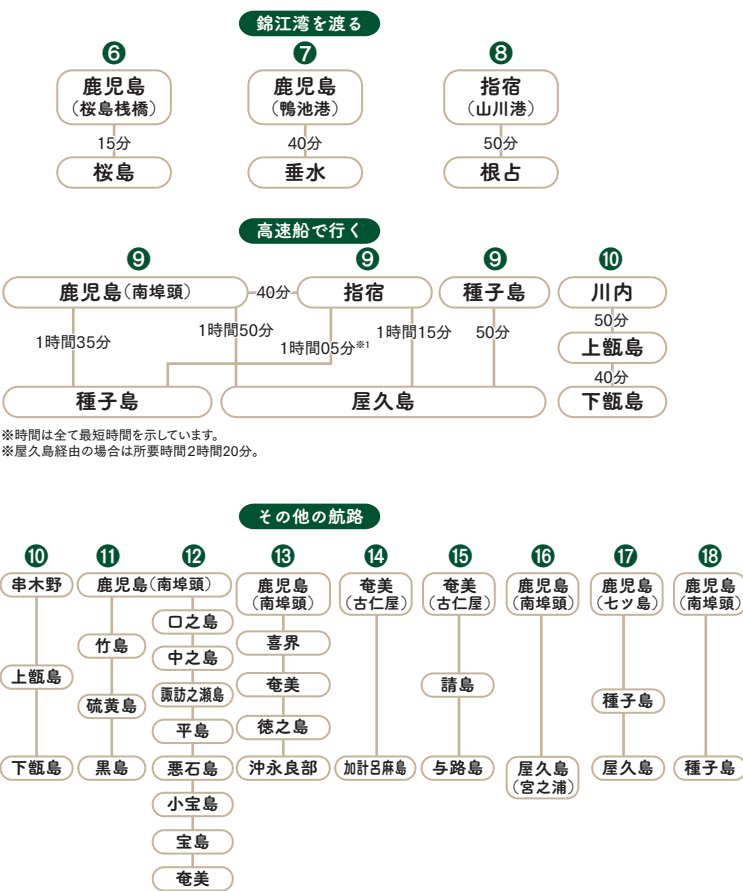 錦江湾を渡る
6
7
8
鹿児島
（桜島桟橋）
鹿児島
（鴨池港）
指宿
（山川港）
15分
40分
50分
桜島
垂水
根占
高速船で行く
9
9
9
10
鹿児島（南埠頭）
40分
指宿
種子島
川内
1時間35分
1時間50分
1時間05分※1
1時間15分
50分
50分
上甑島
40分
種子島
屋久島
下甑島
※時間は全て最短時間を示しています。
※屋久島経由の場合は所要時間2時間20分。
その他の航路
10
11
12
13
14
15
16
17
18
串木野
上甑島
下甑島
鹿児島（南埠頭）
竹島
硫黄島
黒島
口之島
中之島
諏訪之瀬島
平島
悪石島
小宝島
宝島
奄美
鹿児島
（南埠頭）
喜界
奄美
徳之島
沖永良部
奄美
（古仁屋）
加計呂麻島
奄美
（古仁屋）
請島
与路島
鹿児島
（南埠頭）
屋久島
（宮之浦）
鹿児島
（七ツ島）
種子島
屋久島
鹿児島
（南埠頭）
種子島